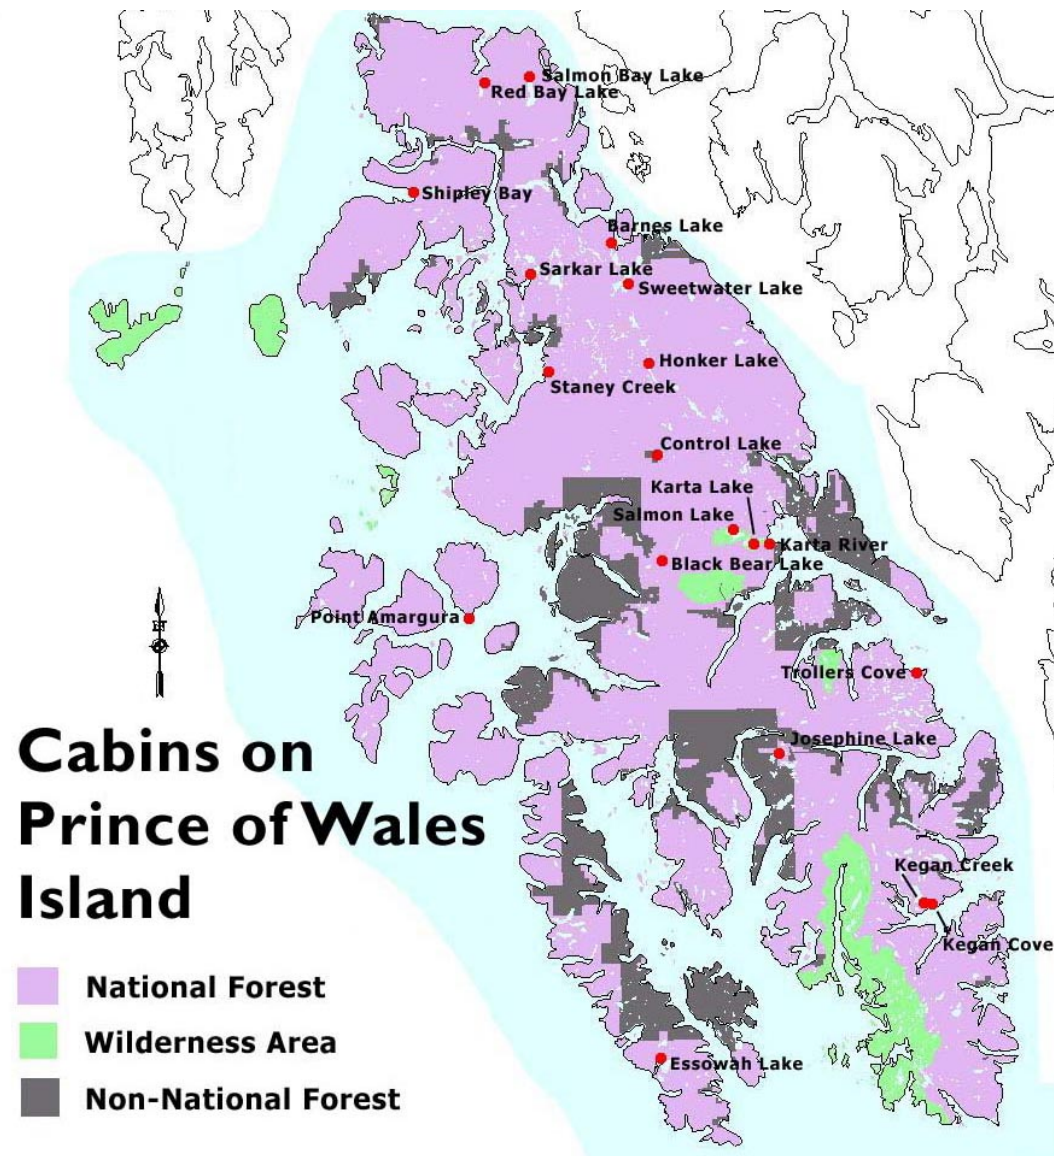 Salmon Bay Lake
Red Bay Lake
Shipley Bay
Barnes Lake
Sarkar Lake
Sweetwater Lake
Honker Lake
Staney Creek
Control Lake
Karta Lake
Salmon Lake
Karta River
Black Bear Lake
Point Amargura
Trollers Cove
Josephine Lake
Cabins on
Prince of Wales
Island
Kegan Creek
Kegan Cove
National Forest
Wilderness Area
Essowah Lake
Non-National Forest